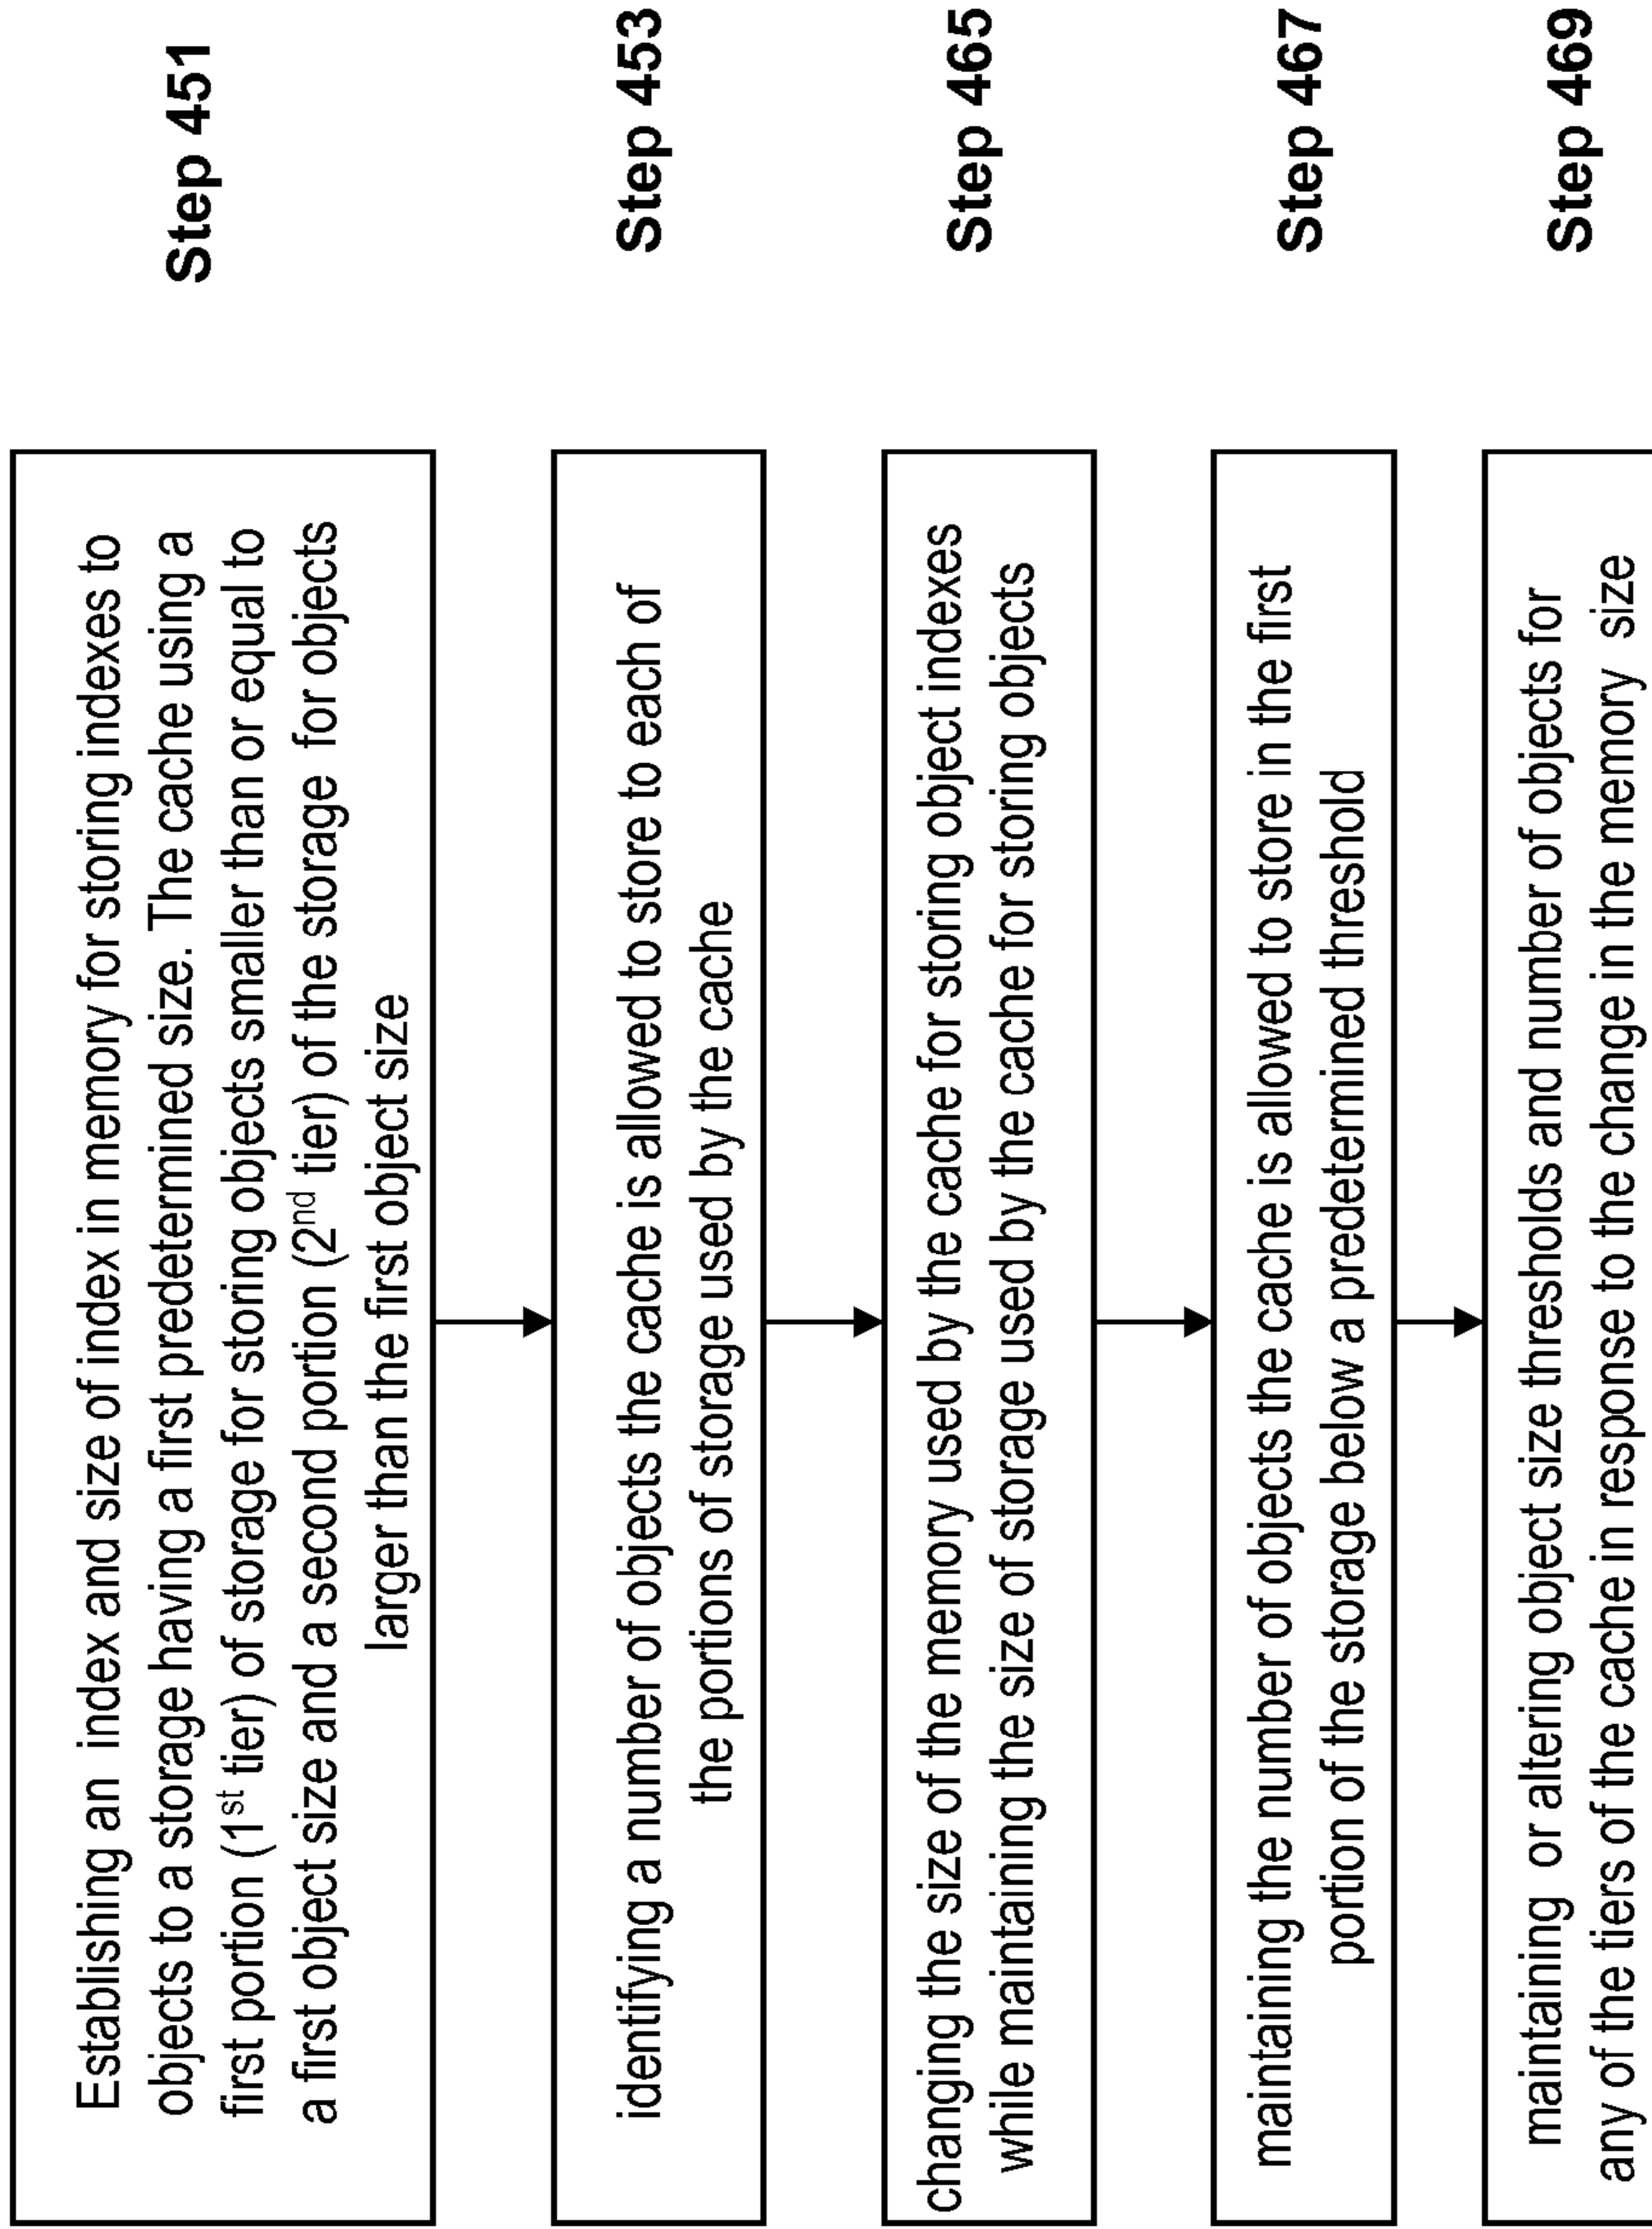 Establishing an index and size of index in memory for storing indexes to
objects to a storage having a first predetermined size. The cache using a
first portion (1st tier) of storage for storing objects smaller than or equal to
a first object size and a second portion (2nd tier) of the storage for objects
larger than the first object size
Step 451
identifying a number of objects the cache is allowed to store to each of
the portions of storage used by the cache
Step 453
changing the size of the memory used by the cache for storing object indexes
while maintaining the size of storage used by the cache for storing objects
Step 465
maintaining the number of objects the cache is allowed to store in the first
portion of the storage below a predetermined threshold
Step 467
maintaining or altering object size thresholds and number of objects for
any of the tiers of the cache in response to the change in the memory size
Step 469